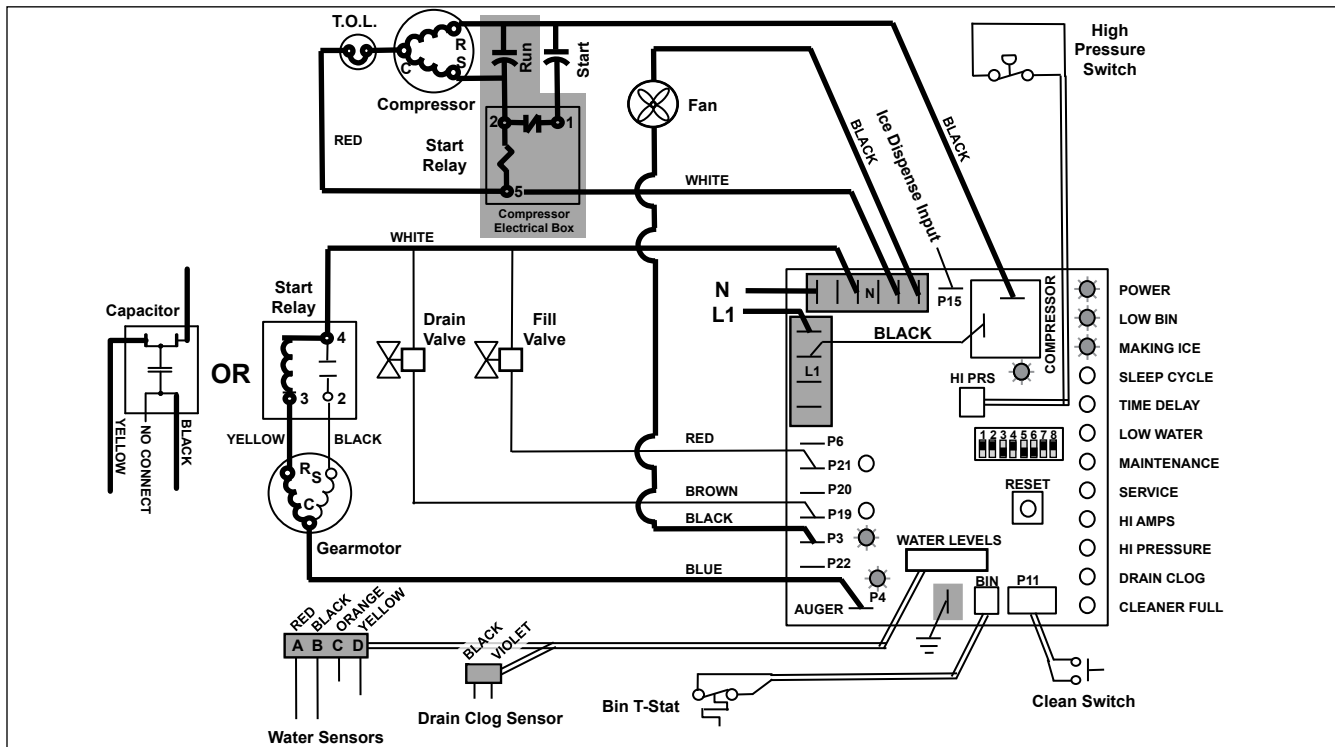 T.O.L.
R
C
S
Compressor
Run
Start
RED
Start
Relay
2
1
5
Compressor
Electrical Box
Fan
BLACK
Ice Dispense Input
BLACK
High
Pressure
Switch
WHITE
WHITE
Capacitor
YELLOW
NO CONNECT
BLACK
OR
Start
Relay
4
3
2
YELLOW
BLACK
R
S
C
Gearmotor
Drain
Valve
Fill
Valve
N
L1
N
P15
BLACK
L1
COMPRESSOR
HI PRS
1 2 3 4 5 6 7 8
RESET
RED
P6
P21
P20
BROWN
P19
BLACK
P3
P22
BLUE
P4
AUGER
WATER LEVELS
BIN
P11
POWER
LOW BIN
MAKING ICE
SLEEP CYCLE
TIME DELAY
LOW WATER
MAINTENANCE
SERVICE
HI AMPS
HI PRESSURE
DRAIN CLOG
CLEANER FULL
RED
BLACK
ORANGE
YELLOW
A B C D
Water Sensors
BLACK
VIOLET
Drain Clog Sensor
Bin T-Stat
Clean Switch